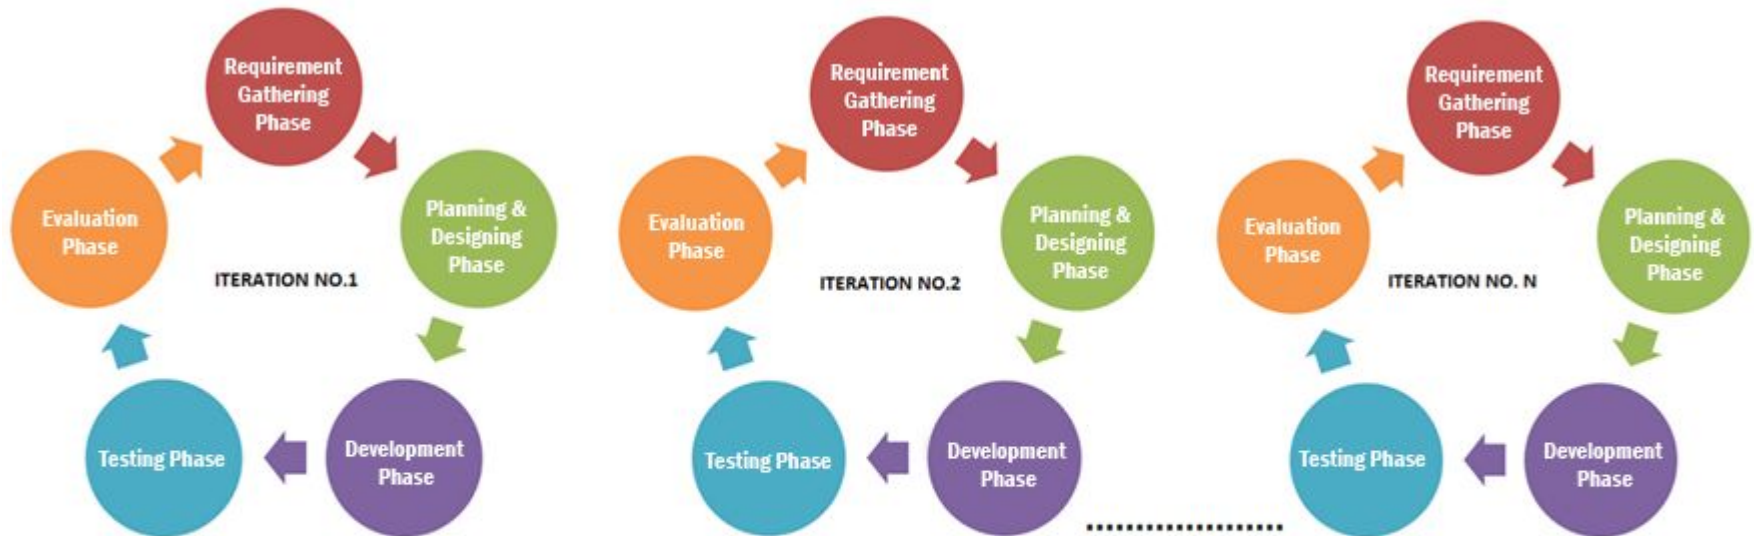 Requirement
Gathering
Phase
Planning &
Designing
Phase
Development
Phase
Testing Phase
Evaluation
Phase
ITERATION NO.1
Requirement
Gathering
Phase
Planning &
Designing
Phase
Development
Phase
Testing Phase
Evaluation
Phase
ITERATION NO.2
....................
Requirement
Gathering
Phase
Planning &
Designing
Phase
Development
Phase
Testing Phase
Evaluation
Phase
ITERATION NO. N